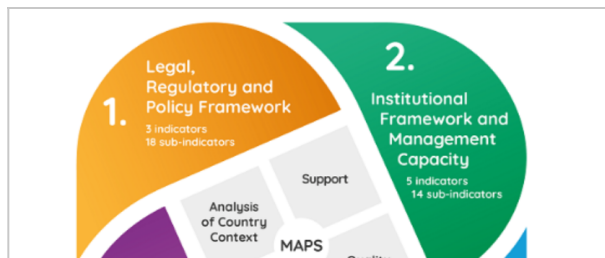 1.
Legal,
Regulatory and
Policy Framework
3 indicators
18 sub-indicators
2.
Institutional
Framework and
Management
Capacity
5 indicators
14 sub-indicators
Support
Analysis
of Country
Context
MAPS